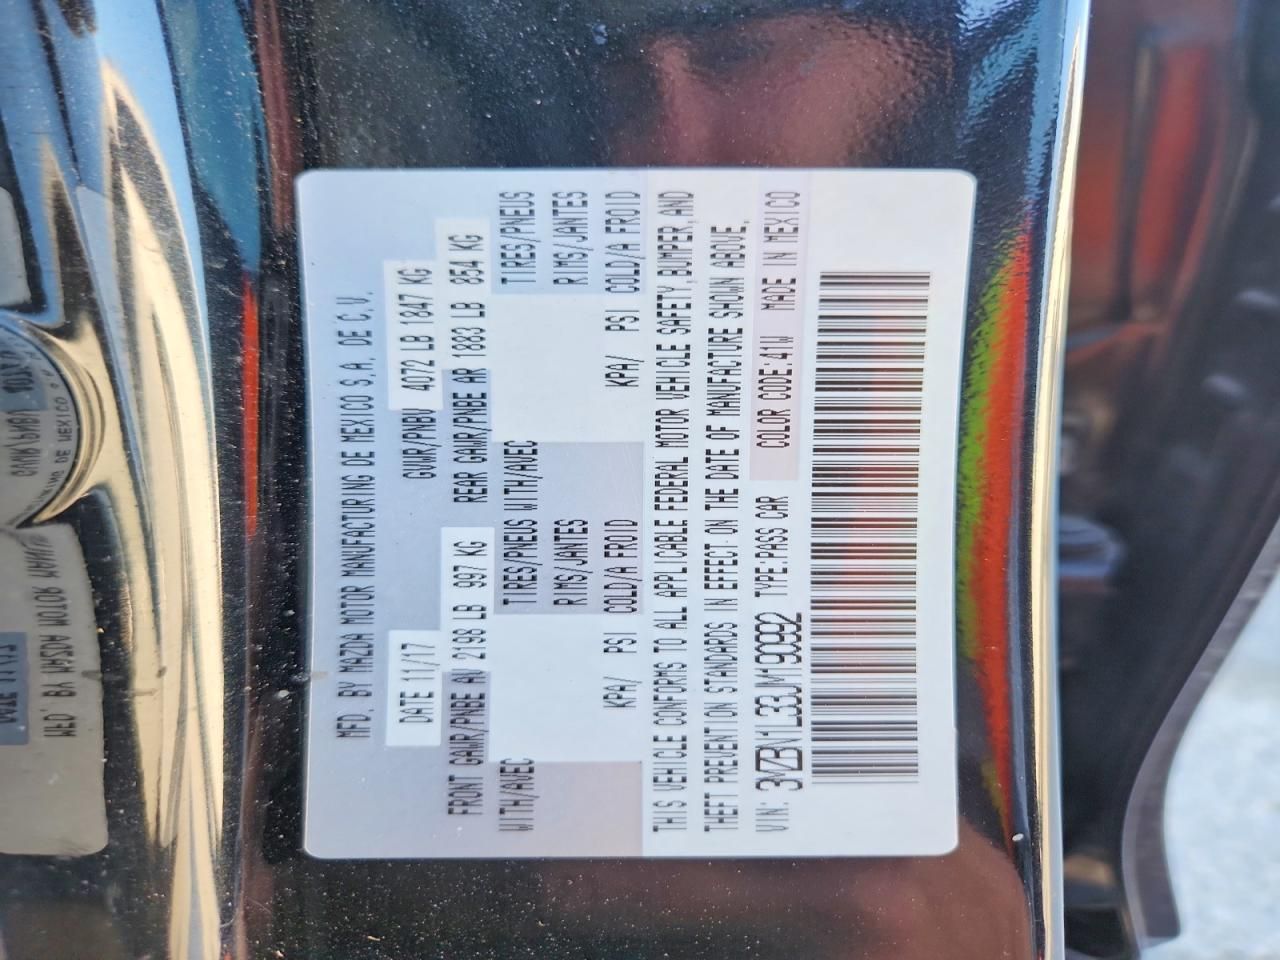 MFD. BY MAZDA MOTOR MANUFACTURING DE MEXICO S.A. DE C.V.
DATE 11/17 GVWR/PNBV 4072 LB 1847 KG
FRONT GAWR/PNBE AV 2198 LB 997 KG REAR GAWR/PNBE AR 1883 LB 854 KG
WITH/AVEC TIRES/PNEUS WITH/AVEC TIRES/PNEUS
RIMS/JANTES RIMS/JANTES
KPA/ PSI COLD/A FROID KPA/ PSI COLD/A FROID
THIS VEHICLE CONFORMS TO ALL APPLICABLE FEDERAL MOTOR VEHICLE SAFETY, BUMPER, AND
THEFT PREVENTION STANDARDS IN EFFECT ON THE DATE OF MANUFACTURE SHOWN ABOVE.
VIN: 3MZBN1L33JM190992 TYPE:PASS CAR COLOR CODE:41W MADE IN MEXICO